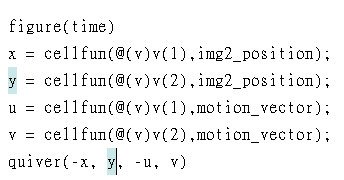 figure(time)
x = cellfun(@(v)v(1),img2_position);
y = cellfun(@(v)v(2),img2_position);
u = cellfun(@(v)v(1),motion_vector);
v = cellfun(@(v)v(2),motion_vector);
quiver(-x, y, -u, v)